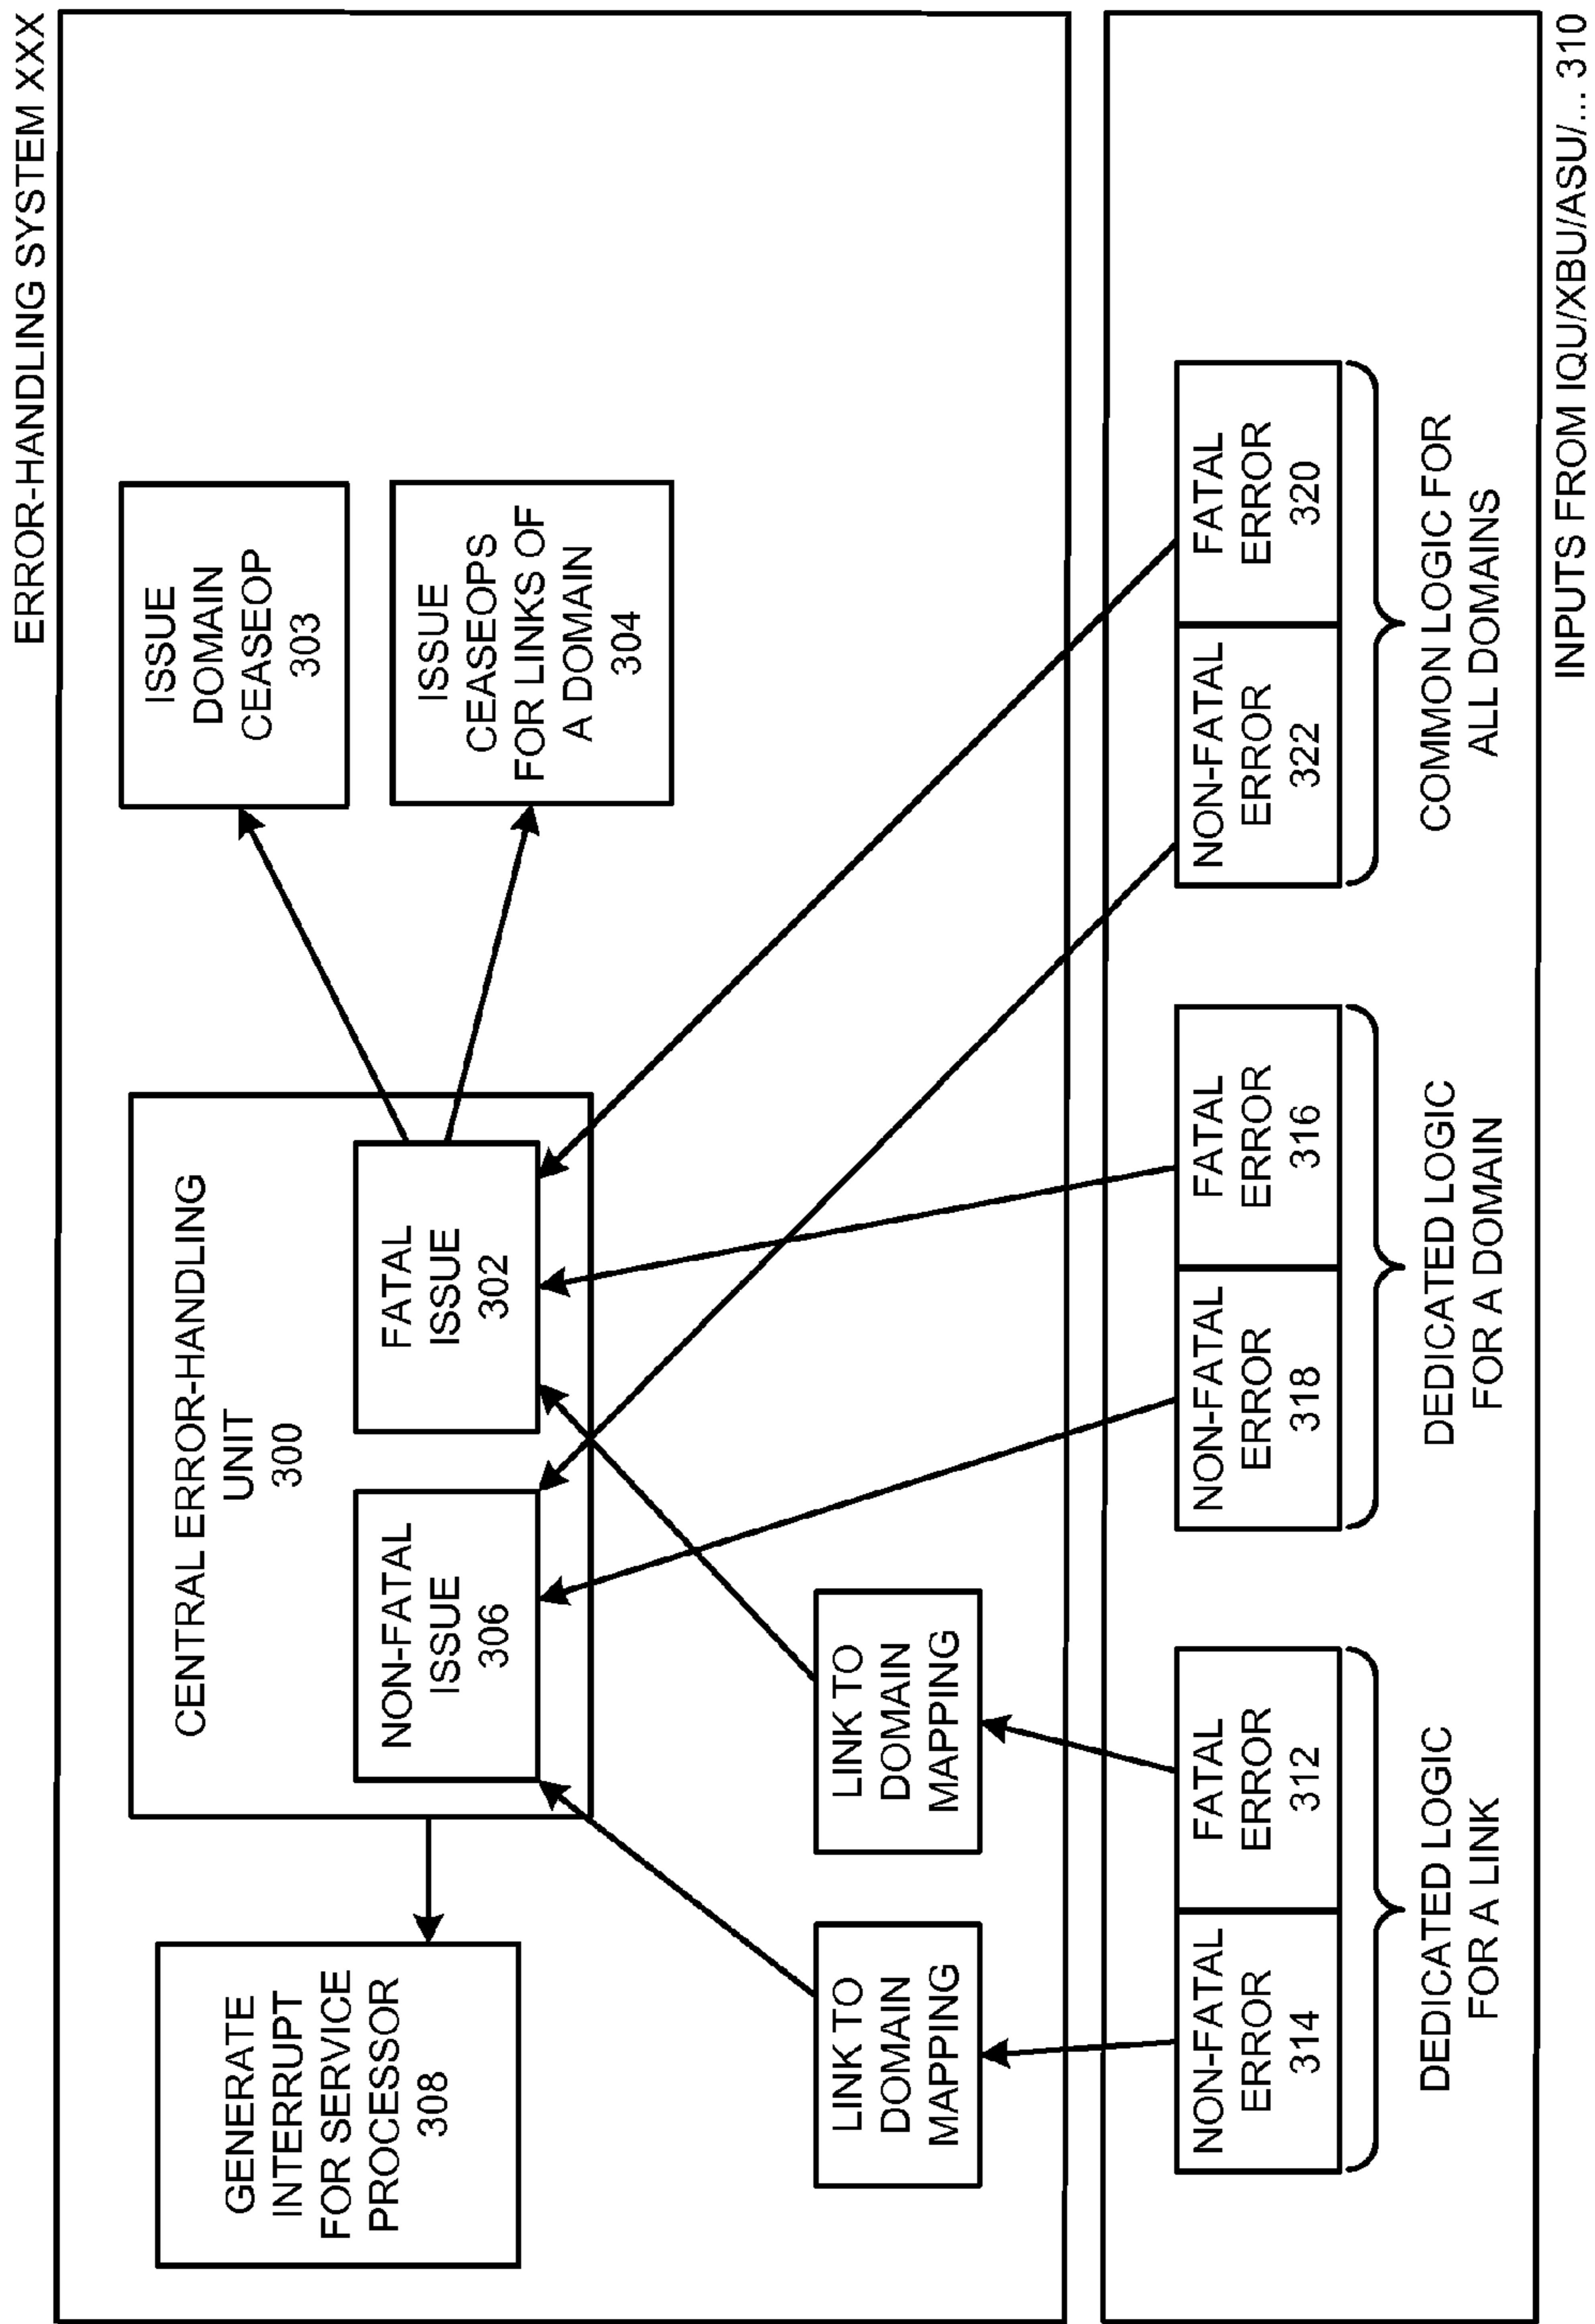 ERROR-HANDLING SYSTEM XXX
GENERATE
INTERRUPT
FOR SERVICE
PROCESSOR
308
CENTRAL ERROR-HANDLING
UNIT
300
NON-FATAL
ISSUE
306
FATAL
ISSUE
302
ISSUE
DOMAIN
CEASEOP
303
ISSUE
CEASEOPS
FOR LINKS OF
A DOMAIN
304
LINK TO
DOMAIN
MAPPING
LINK TO
DOMAIN
MAPPING
NON-FATAL
ERROR
314
FATAL
ERROR
312
DEDICATED LOGIC
FOR A LINK
NON-FATAL
ERROR
318
FATAL
ERROR
316
DEDICATED LOGIC
FOR A DOMAIN
NON-FATAL
ERROR
322
FATAL
ERROR
320
COMMON LOGIC FOR
ALL DOMAINS
INPUTS FROM IQU/XBU/ASU/... 310